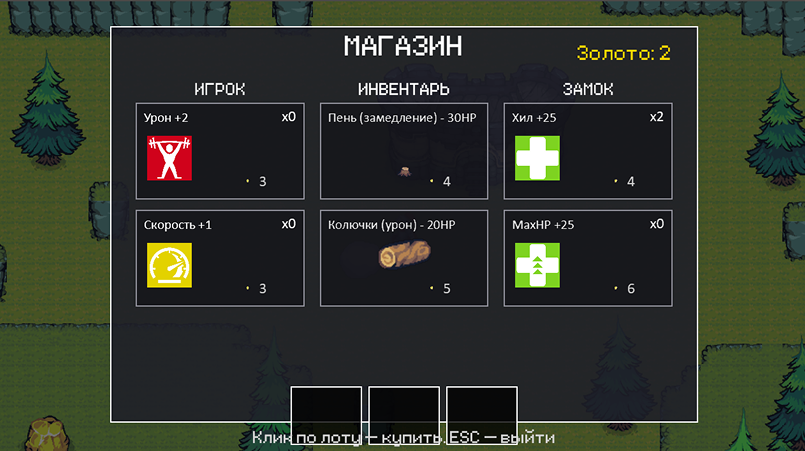 МАГАЗИН
Золото: 2
ИГРОК
ИНВЕНТАРЬ
ЗАМОК
Урон +2
x0
3
Пень (замедление) - 30HP
4
Хил +25
x2
4
Скорость +1
x0
3
Колючки (урон) - 20HP
5
MaxHP +25
x0
6
Клик по лоту — купить. ESC — выйти